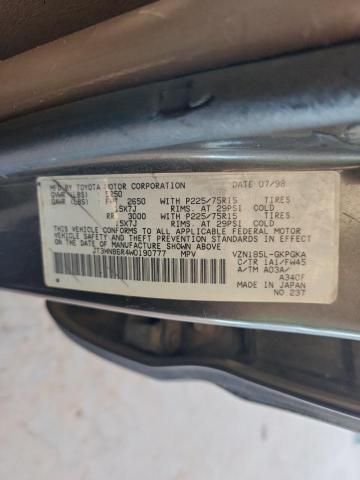 MFD BY TOYOTA MOTOR CORPORATION DATE 07/98
GVWR (LBS) 5250
GAWR (LBS) FRT 2650 WITH P225/75R15 TIRES
15X7J RIMS. AT 29PSI COLD
RR 3000 WITH P225/75R15 TIRES
15X7J RIMS. AT 29PSI COLD
THIS VEHICLE CONFORMS TO ALL APPLICABLE FEDERAL MOTOR
VEHICLE SAFETY AND THEFT PREVENTION STANDARDS IN EFFECT ON
THE DATE OF MANUFACTURE SHOWN ABOVE
JT3HN86R4W0190777 MPV VZN185L-GKPGKA
C/TR 1A1/FW45
A/TM A03A/
A34CF
MADE IN JAPAN
NO.237